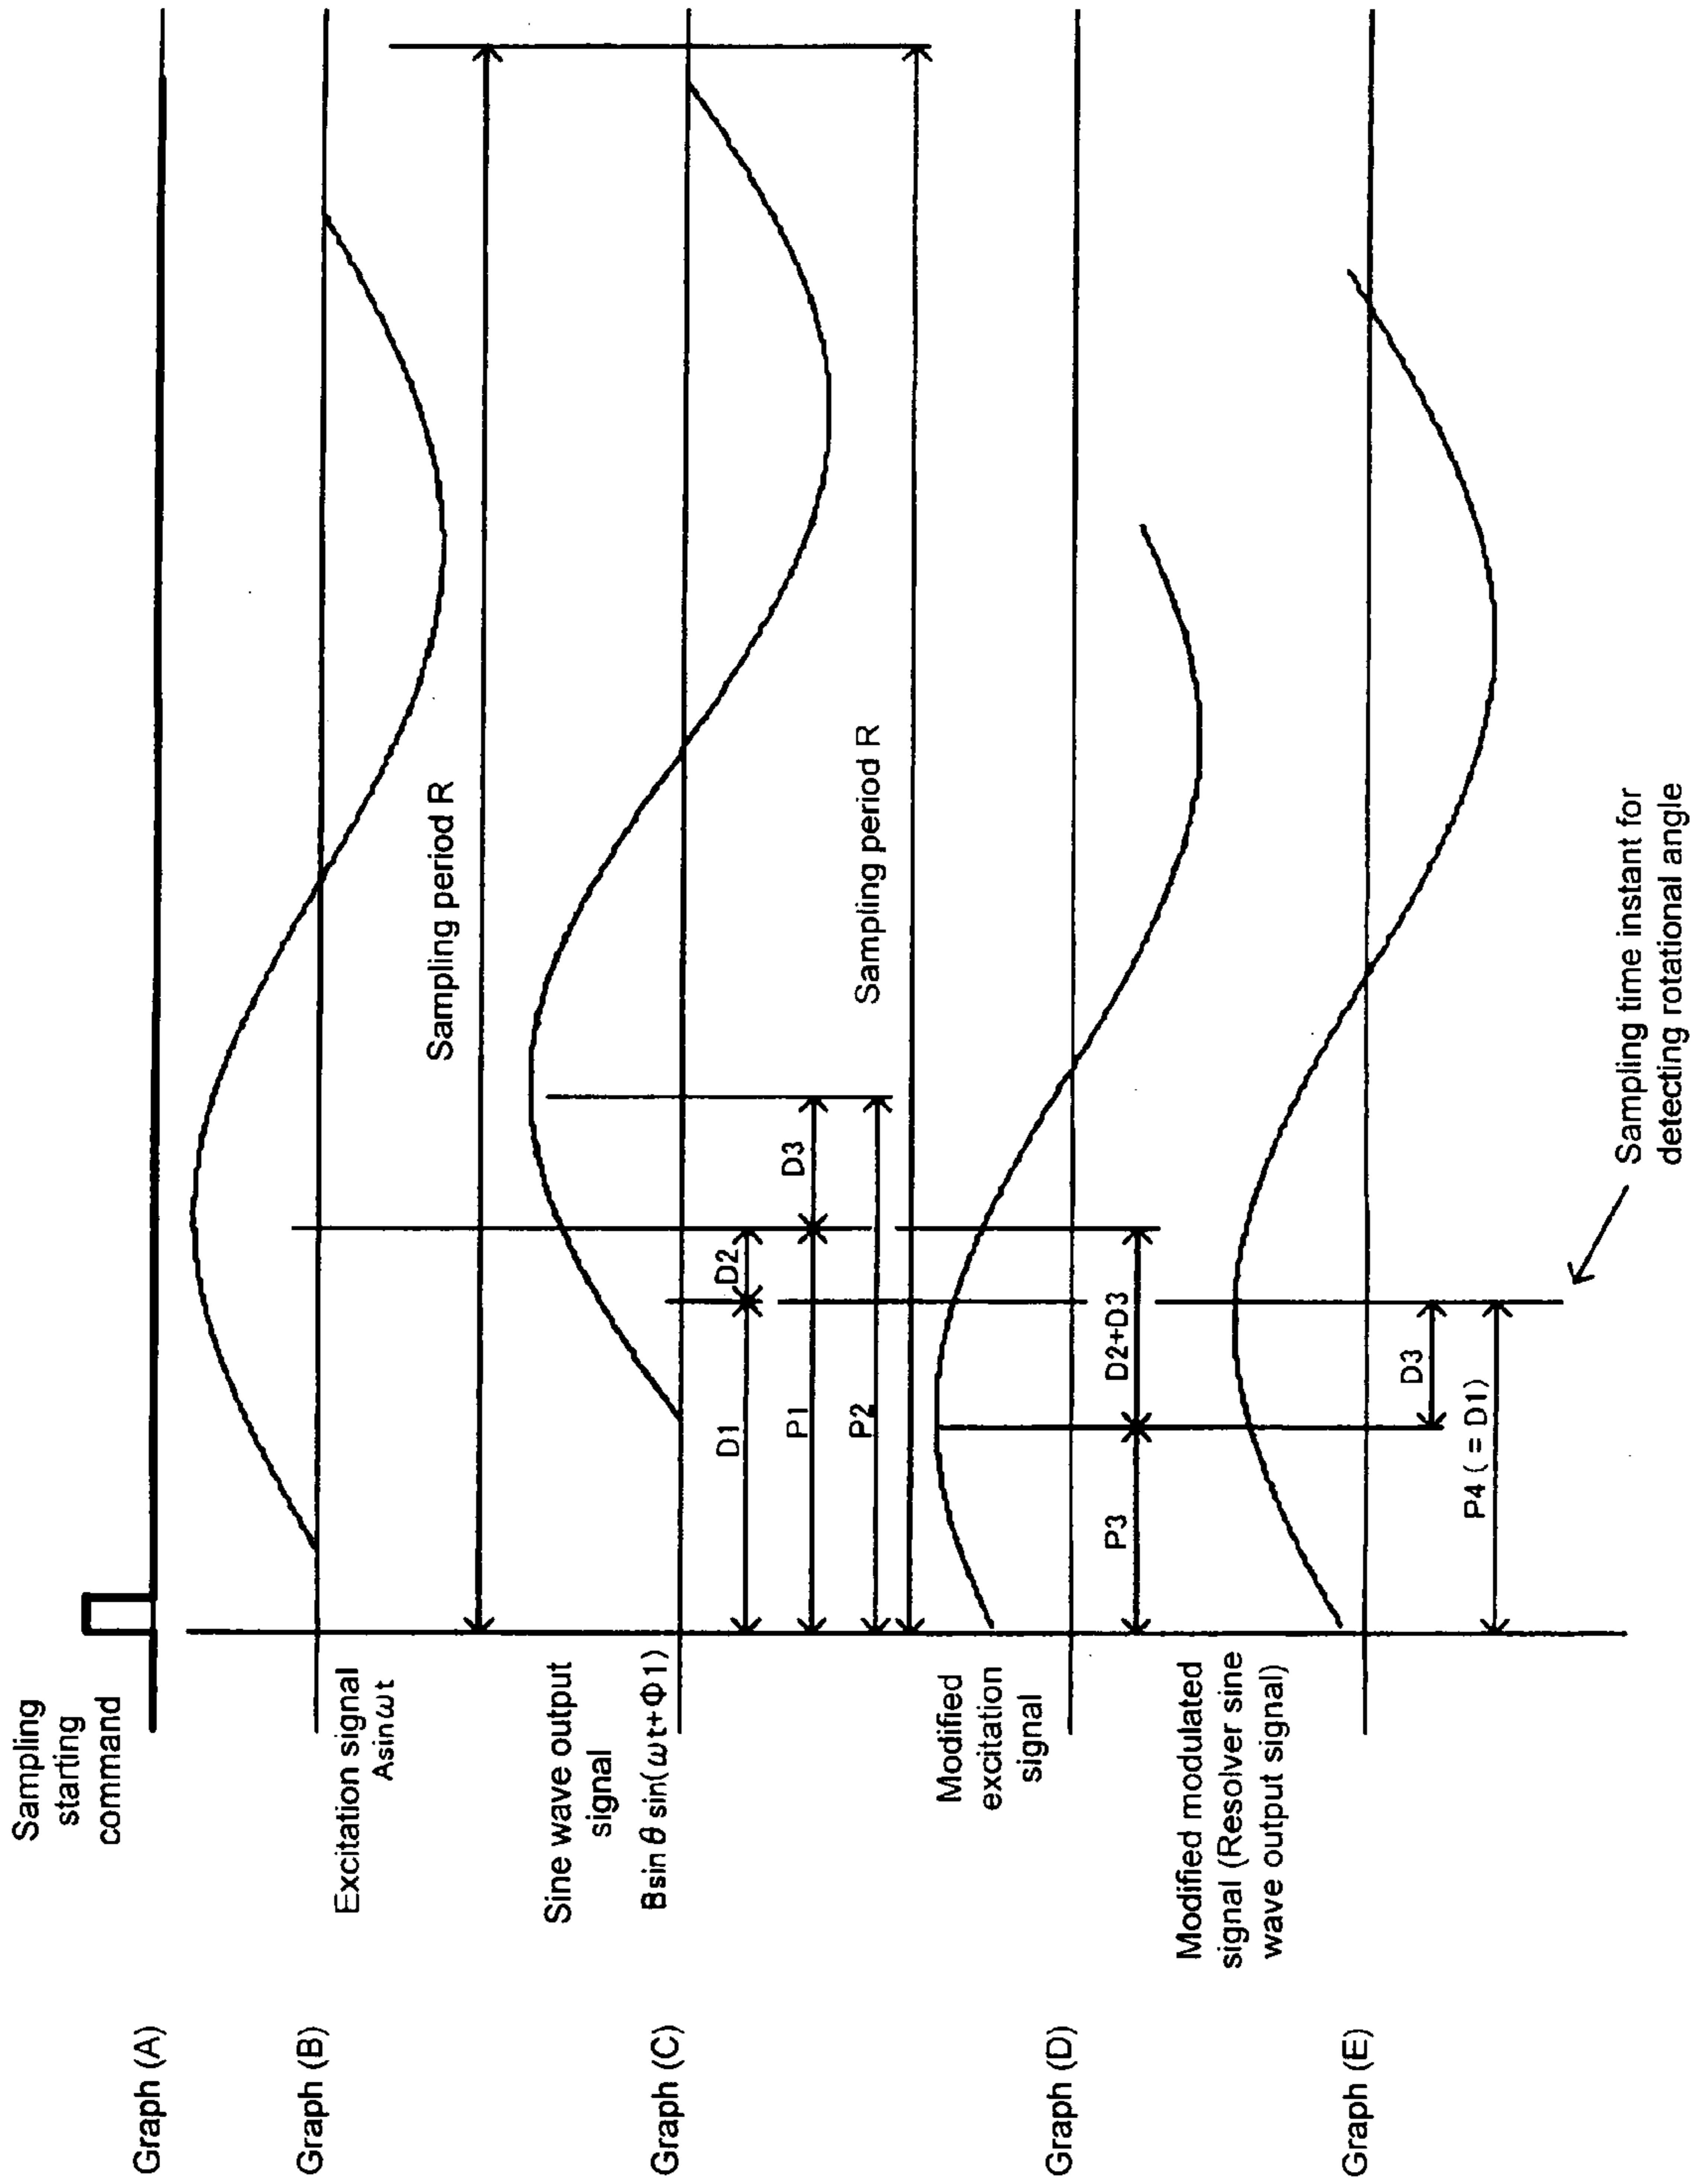 Graph (A)
Sampling
starting
command
Graph (B)
Excitation signal
Asinωt
Sampling period R
Graph (C)
Sine wave output
signal
Bsin θ sin(ωt+Φ1)
D1
D2
P1
D3
P2
Sampling period R
Graph (D)
Modified
excitation
signal
P3
D2+D3
Graph (E)
Modified modulated
signal (Resolver sine
wave output signal)
D3
P4 ( = D1)
Sampling time instant for
detecting rotational angle